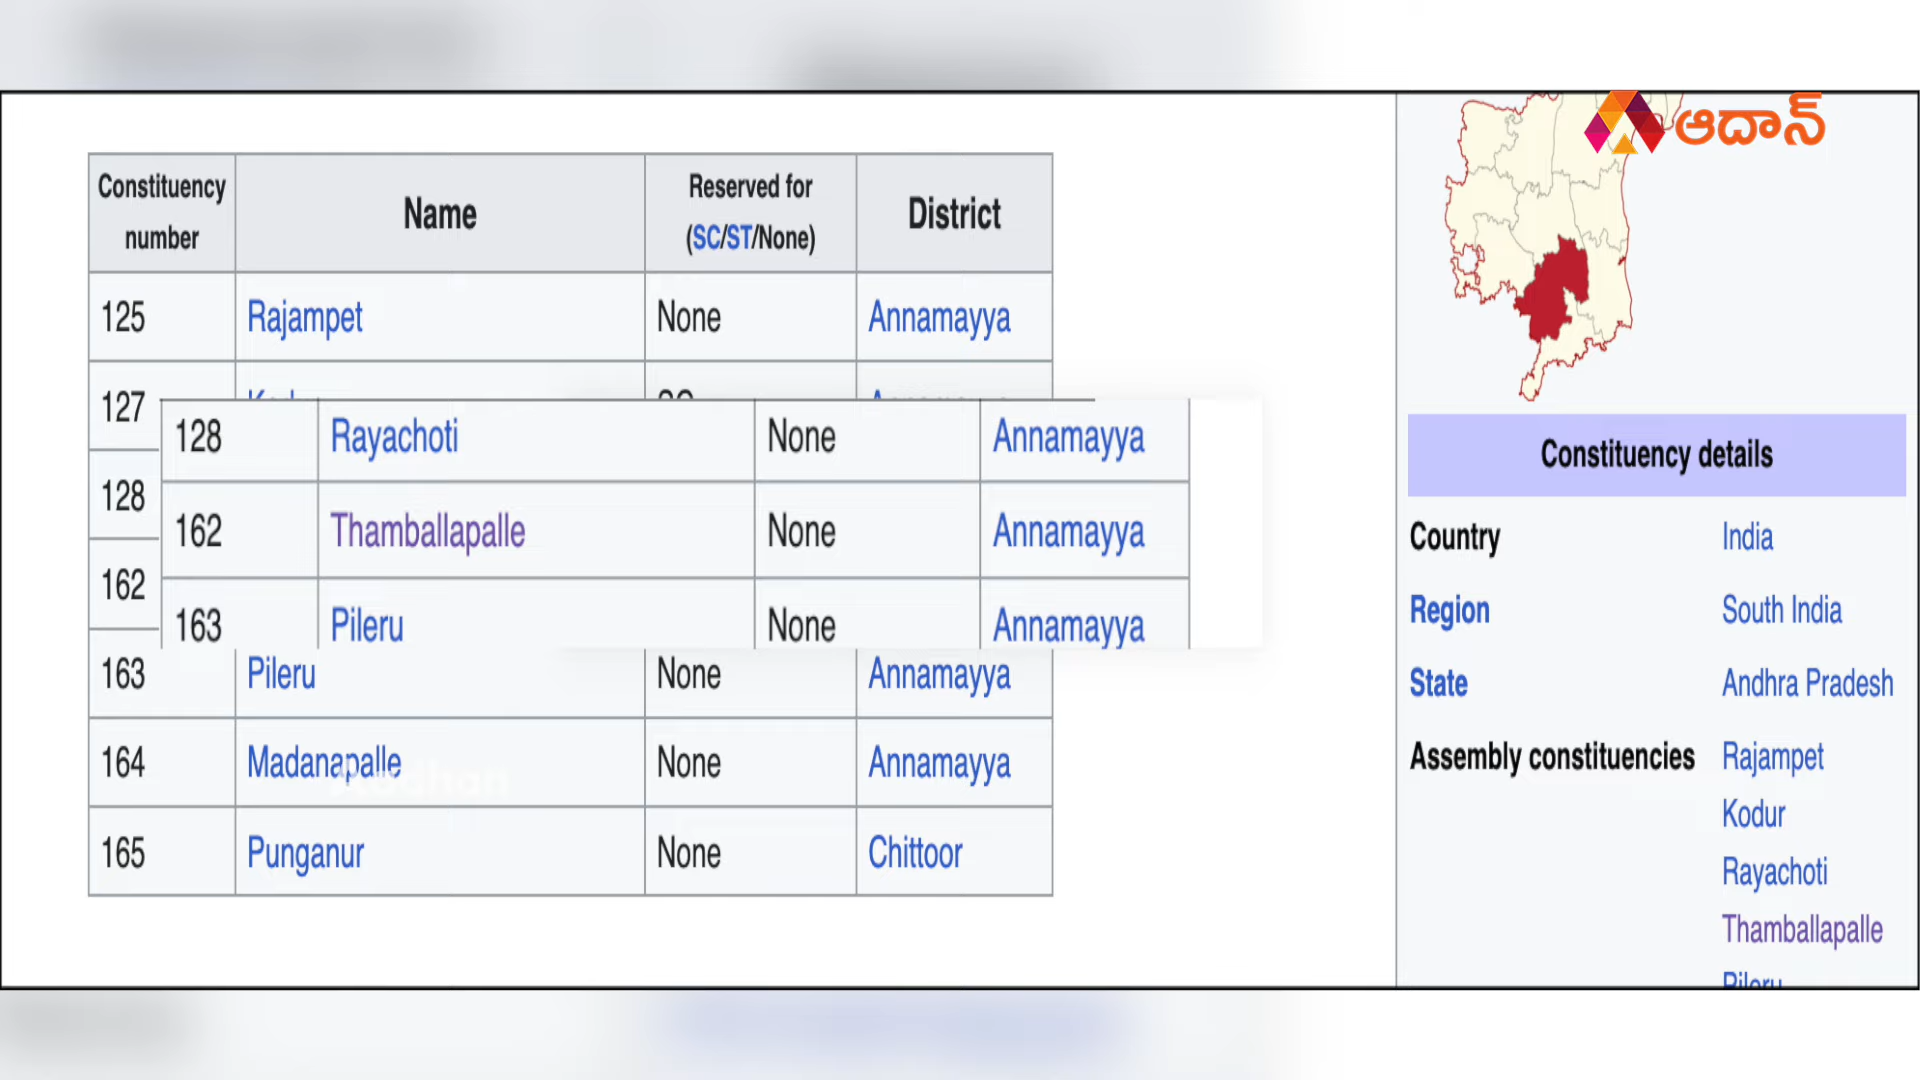 ఆదాన్
Constituency number Name Reserved for (SC/ST/None) District
125 Rajampet None Annamayya
127
128 Rayachoti None Annamayya
128
162 Thamballapalle None Annamayya
162
163 Pileru None Annamayya
163 Pileru None Annamayya
164 Madanapalle None Annamayya
165 Punganur None Chittoor
Constituency details
Country India
Region South India
State Andhra Pradesh
Assembly constituencies Rajampet
Kodur
Rayachoti
Thamballapalle
Pileru